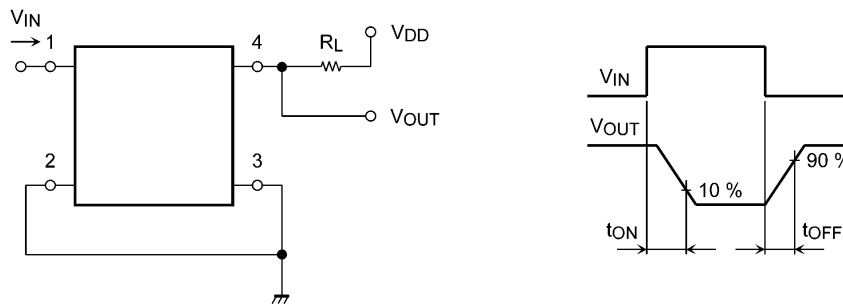 VIN
1
4
RL
VDD
VOUT
2
3
VIN
VOUT
10 %
90 %
tON
tOFF